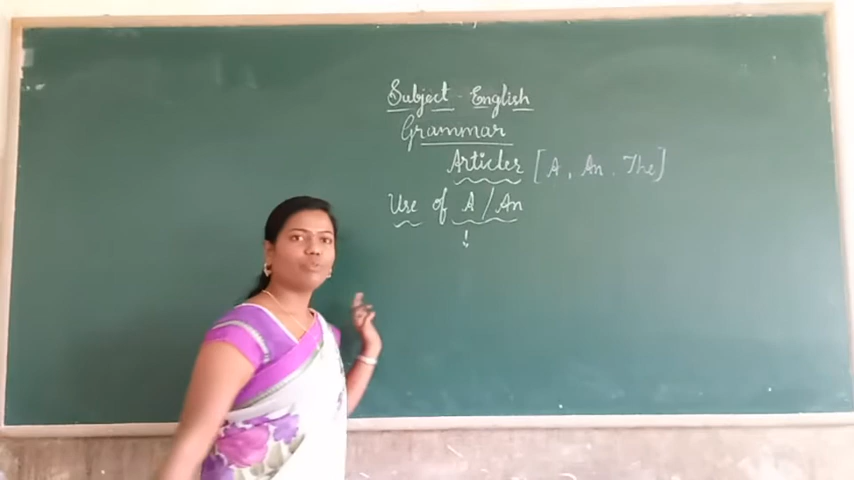 Subject - English
Grammar
Articles [A, An. The]
Use of A/An